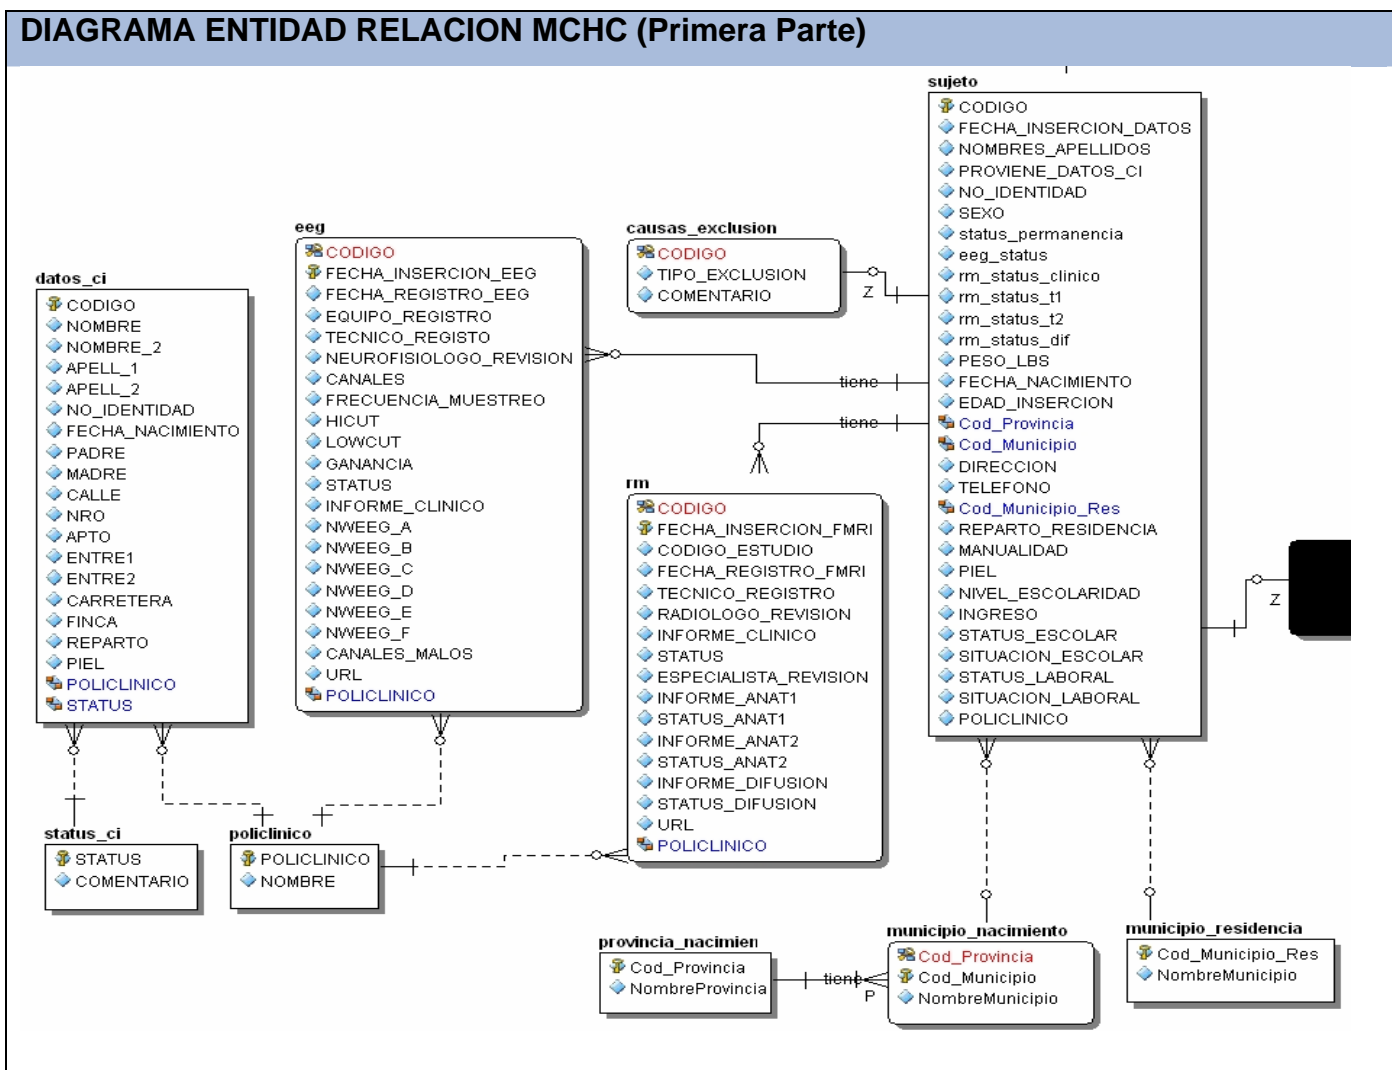 DIAGRAMA ENTIDAD RELACION MCHC (Primera Parte)
sujeto
CODIGO
FECHA_INSERCION_DATOS
NOMBRES_APELLIDOS
PROVIENE_DATOS_CI
NO_IDENTIDAD
SEXO
status_permanencia
eeg_status
rm_status_clinico
rm_status_t1
rm_status_t2
rm_status_dif
PESO_LBS
FECHA_NACIMIENTO
EDAD_INSERCION
Cod_Provincia
Cod_Municipio
DIRECCION
TELEFONO
Cod_Municipio_Res
REPARTO_RESIDENCIA
MANUALIDAD
PIEL
NIVEL_ESCOLARIDAD
INGRESO
STATUS_ESCOLAR
SITUACION_ESCOLAR
STATUS_LABORAL
SITUACION_LABORAL
POLICLINICO
causas_exclusion
CODIGO
TIPO_EXCLUSION
COMENTARIO
Z
eeg
CODIGO
FECHA_INSERCION_EEG
FECHA_REGISTRO_EEG
EQUIPO_REGISTRO
TECNICO_REGISTO
NEUROFISIOLOGO_REVISION
CANALES
FRECUENCIA_MUESTREO
HICUT
LOWCUT
GANANCIA
STATUS
INFORME_CLINICO
NWEEG_A
NWEEG_B
NWEEG_C
NWEEG_D
NWEEG_E
NWEEG_F
CANALES_MALOS
URL
POLICLINICO
tiene
tiene
datos_ci
CODIGO
NOMBRE
NOMBRE_2
APELL_1
APELL_2
NO_IDENTIDAD
FECHA_NACIMIENTO
PADRE
MADRE
CALLE
NRO
APTO
ENTRE1
ENTRE2
CARRETERA
FINCA
REPARTO
PIEL
POLICLINICO
STATUS
rm
CODIGO
FECHA_INSERCION_FMRI
CODIGO_ESTUDIO
FECHA_REGISTRO_FMRI
TECNICO_REGISTRO
RADIOLOGO_REVISION
INFORME_CLINICO
STATUS
ESPECIALISTA_REVISION
INFORME_ANAT1
STATUS_ANAT1
INFORME_ANAT2
STATUS_ANAT2
INFORME_DIFUSION
STATUS_DIFUSION
URL
POLICLINICO
Z
status_ci
STATUS
COMENTARIO
policlinico
POLICLINICO
NOMBRE
provincia_nacimien
Cod_Provincia
NombreProvincia
tiene
P
municipio_nacimiento
Cod_Provincia
Cod_Municipio
NombreMunicipio
municipio_residencia
Cod_Municipio_Res
NombreMunicipio